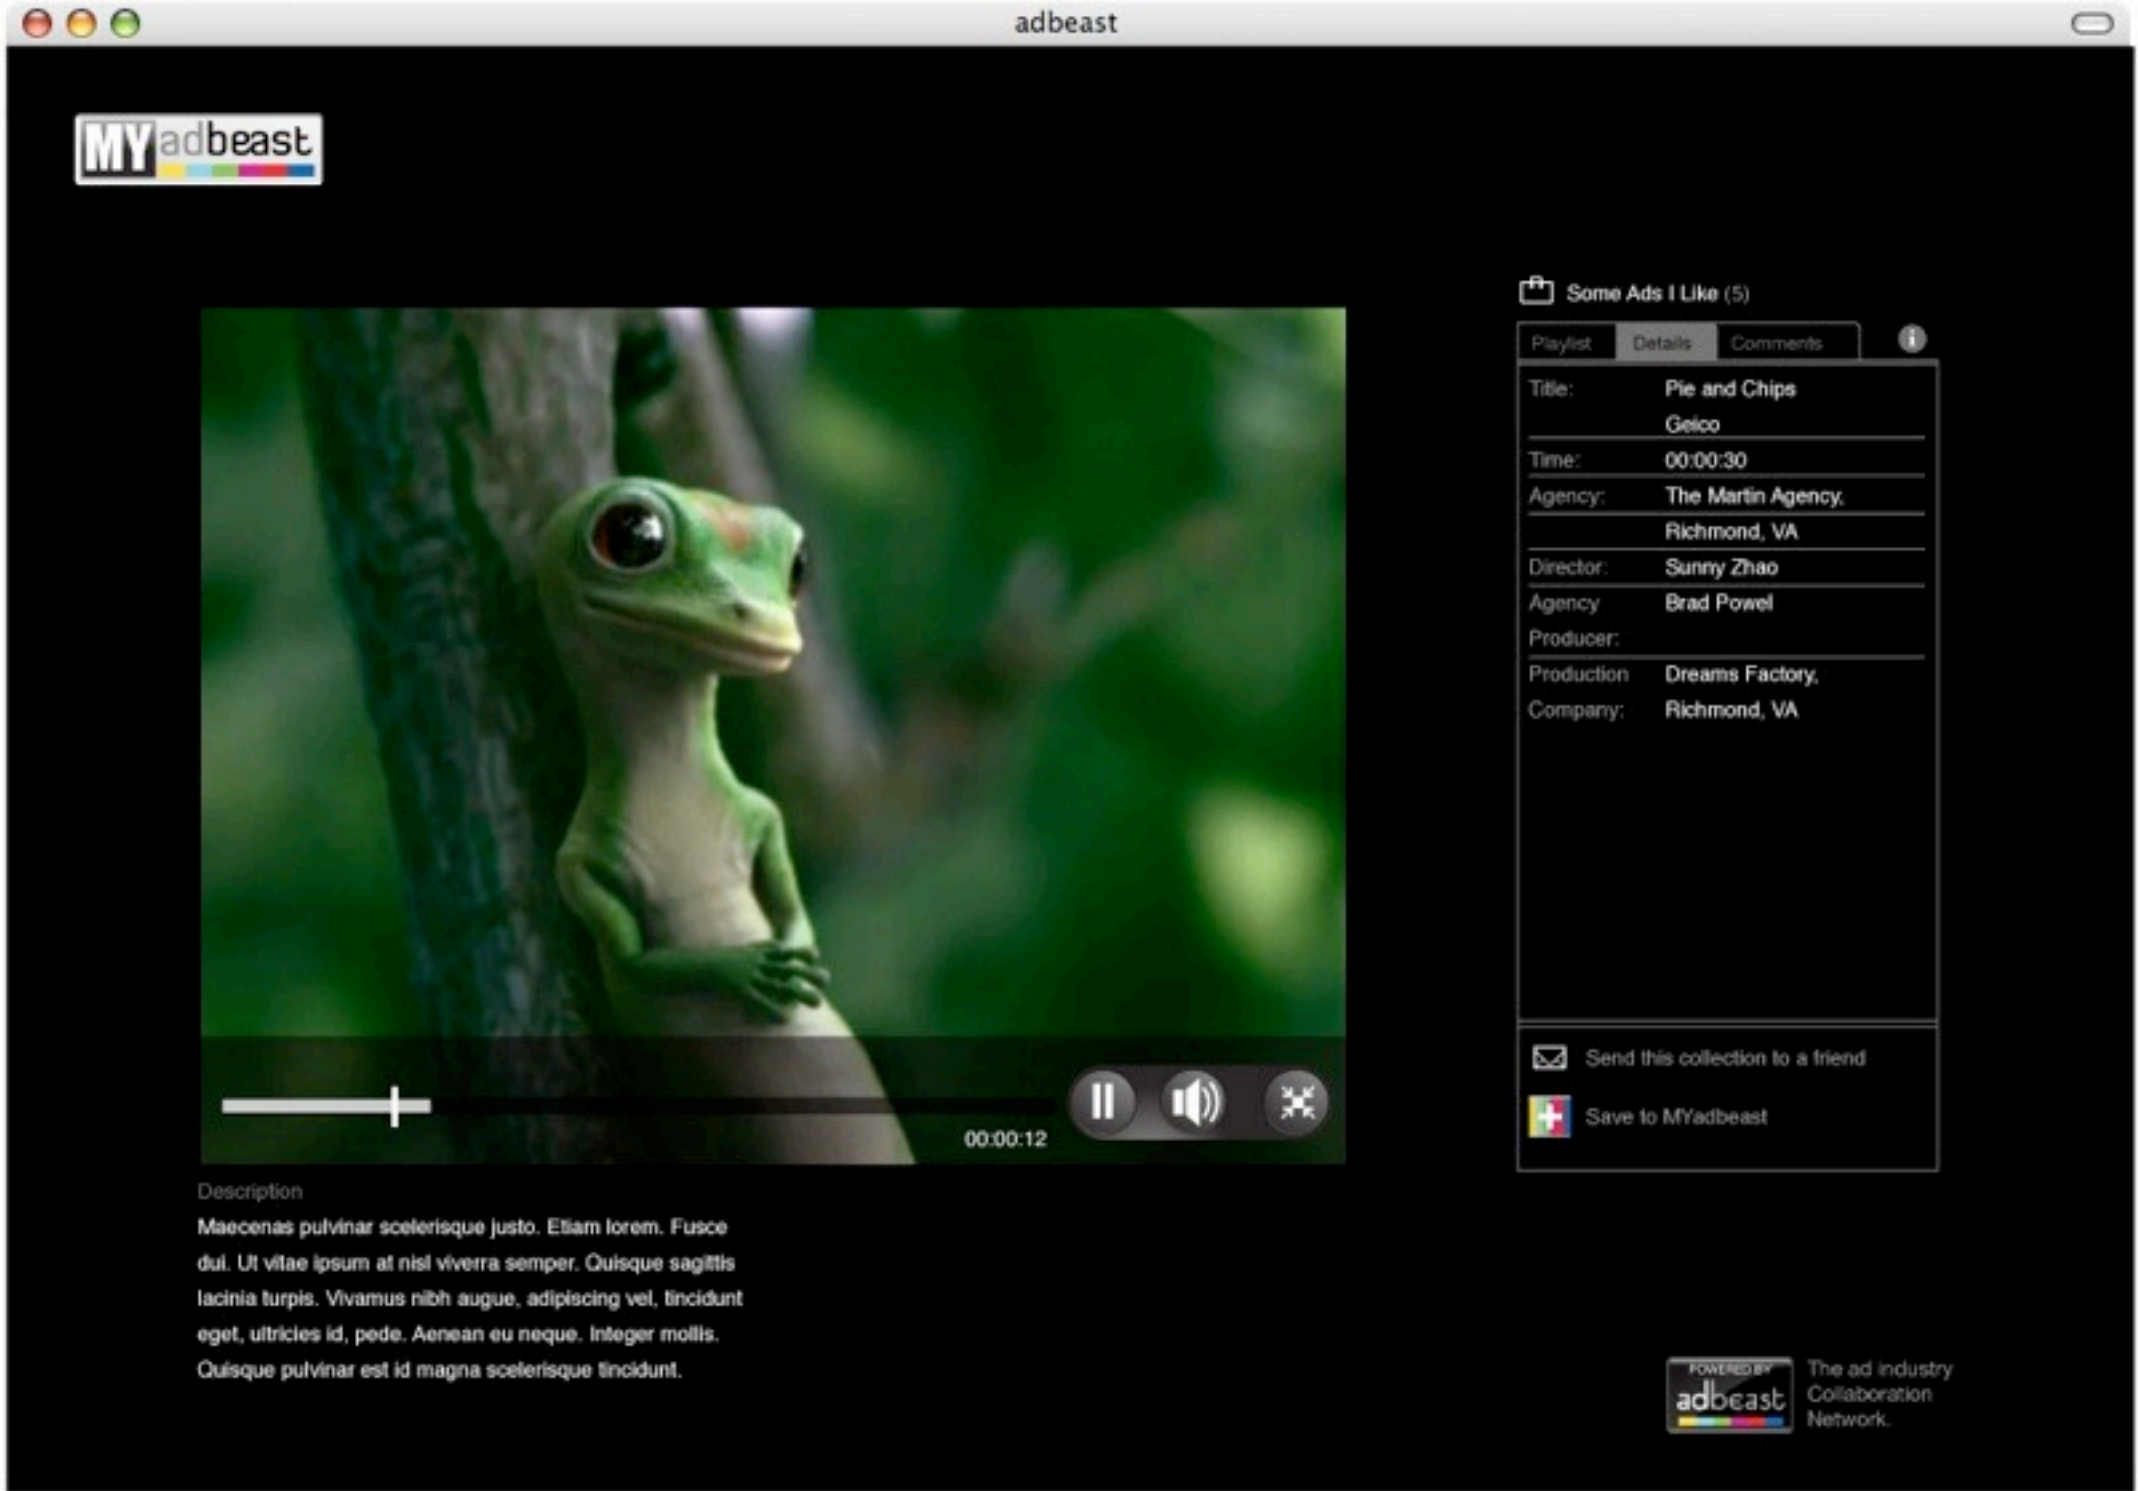 adbeast
MYadbeast
Some Ads I Like (5)
Playlist Details Comments
Title: Pie and Chips
Geico
Time: 00:00:30
Agency: The Martin Agency,
Richmond, VA
Director: Sunny Zhao
Agency Brad Powel
Producer:
Production Dreams Factory,
Company: Richmond, VA
Send this collection to a friend
Save to MYadbeast
00:00:12
Description
Maecenas pulvinar scelerisque justo. Etiam lorem. Fusce
dui. Ut vitae ipsum at nisl viverra semper. Quisque sagittis
lacinia turpis. Vivamus nibh augue, adipiscing vel, tincidunt
eget, ultricies id, pede. Aenean eu neque. Integer mollis.
Quisque pulvinar est id magna scelerisque tincidunt.
POWERED BY
adbeast
The ad industry
Collaboration
Network.